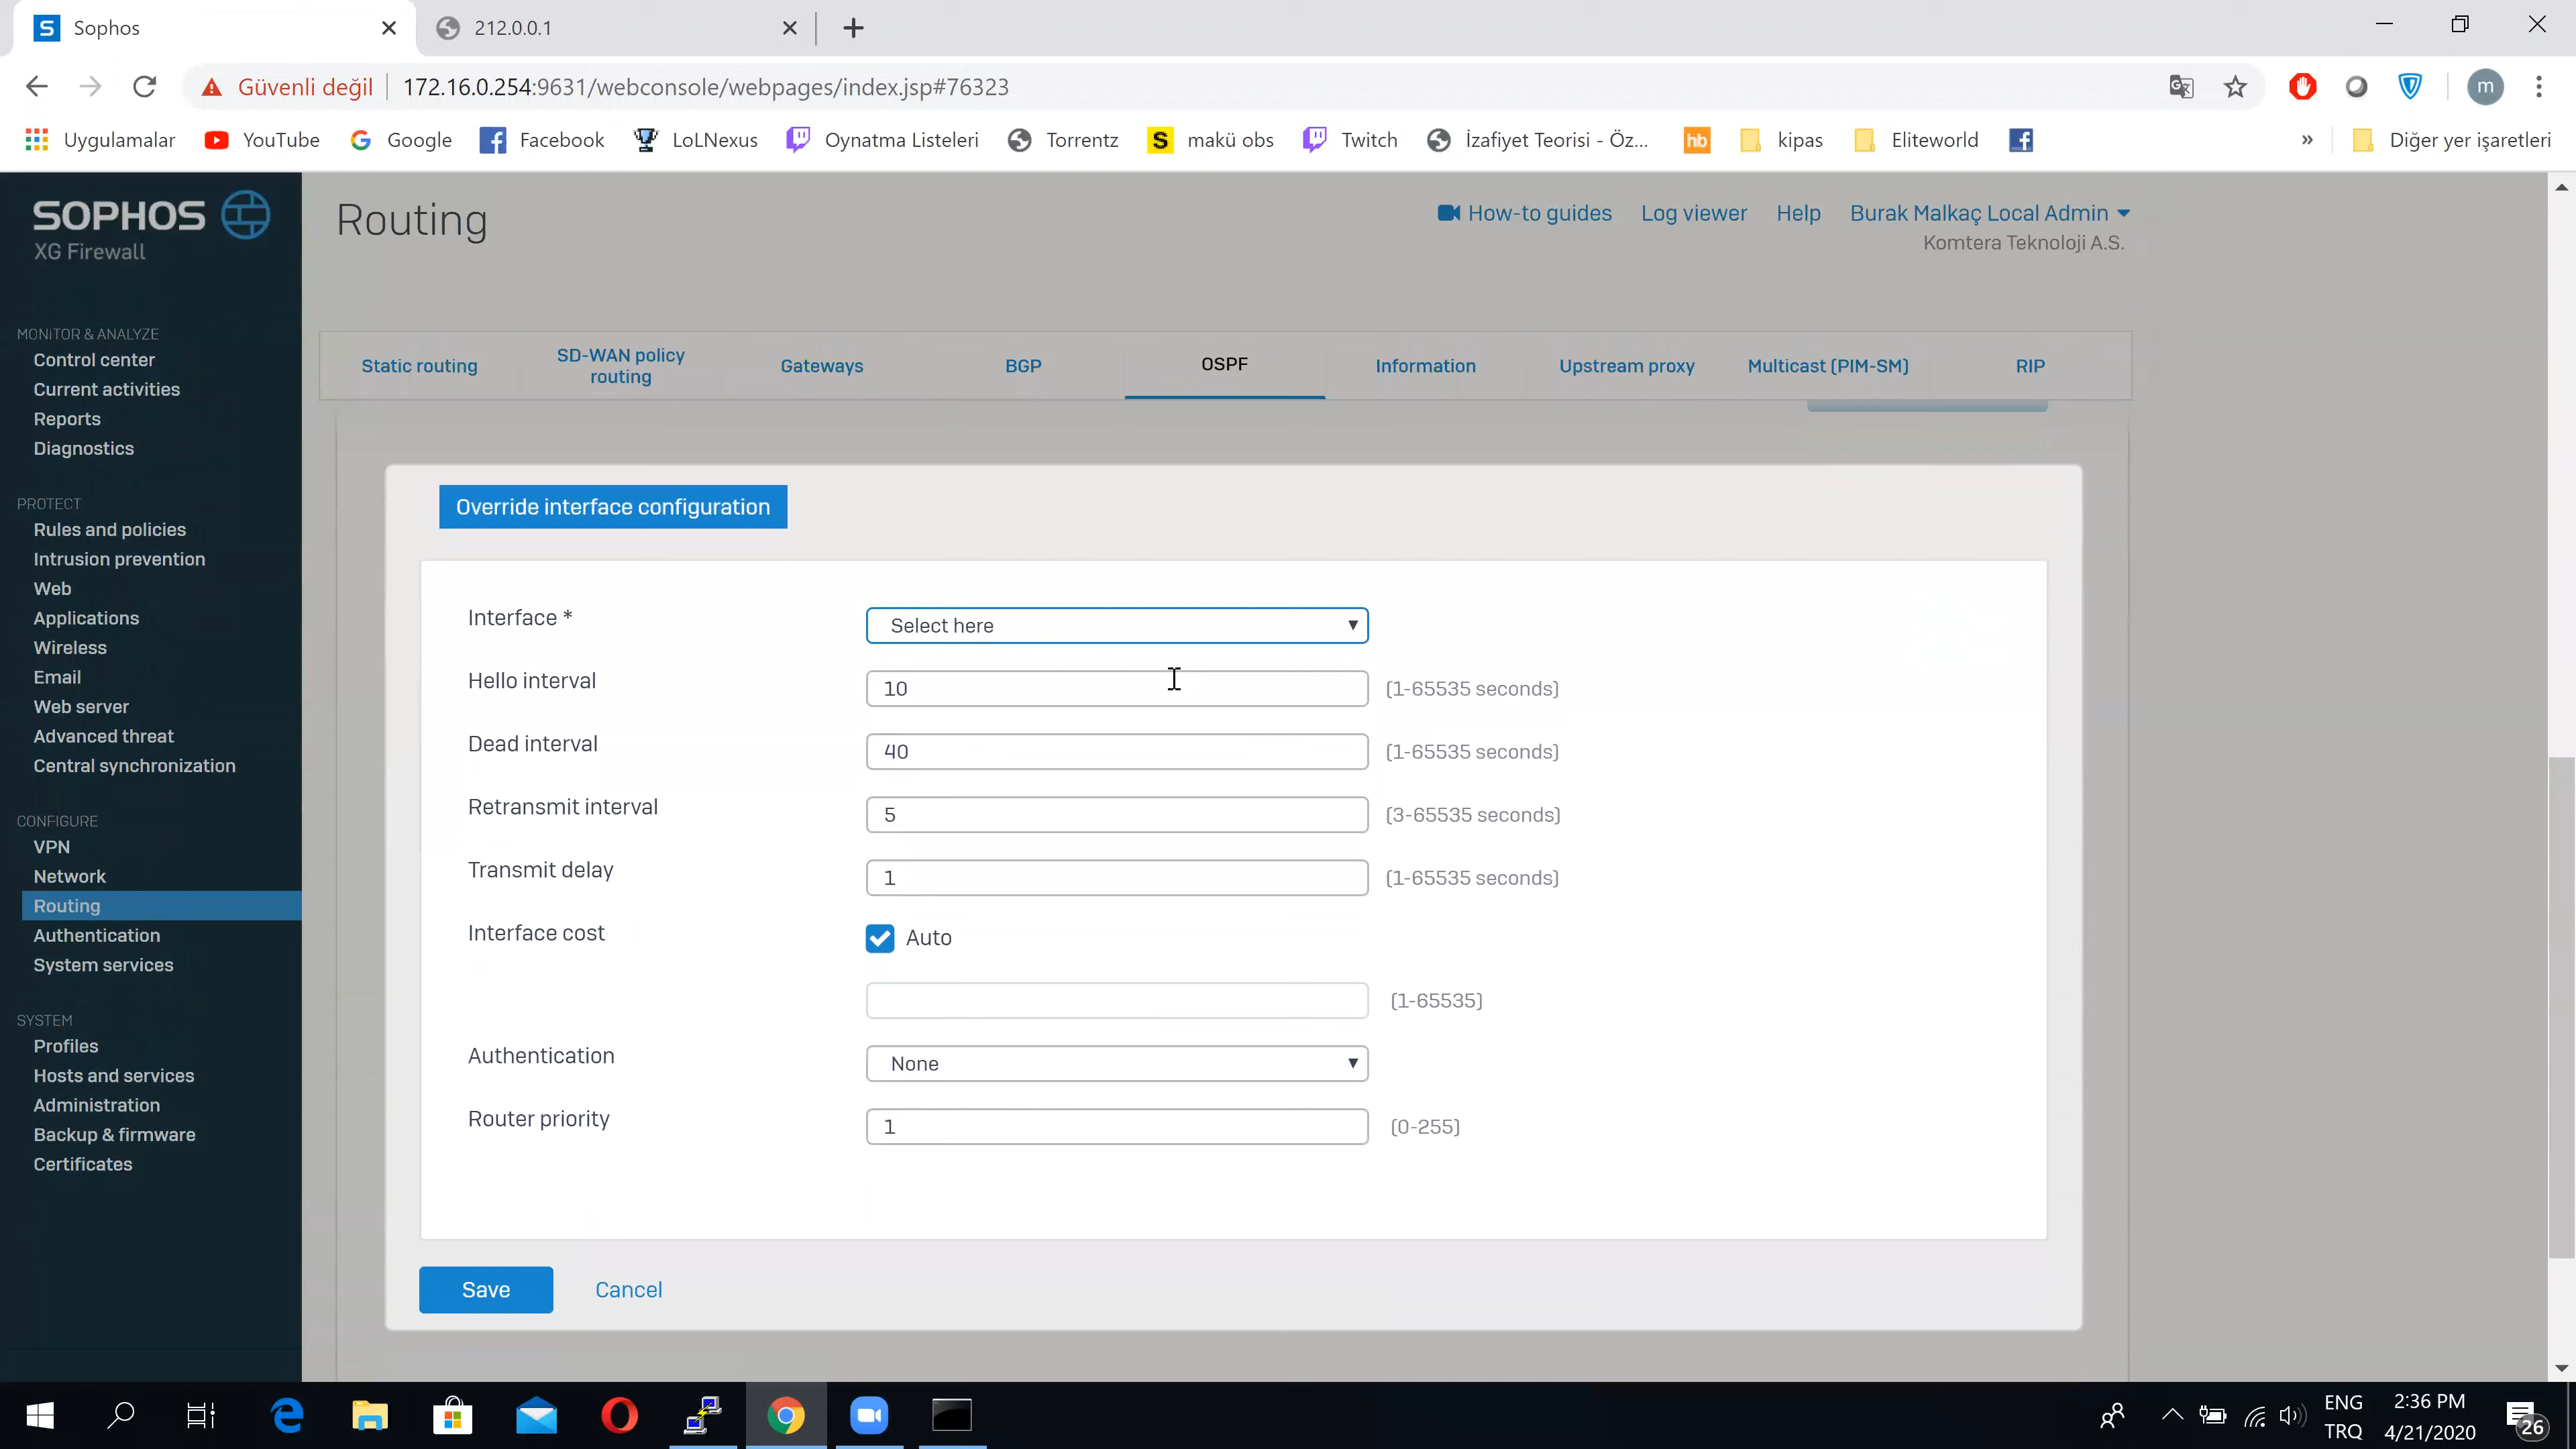 Sophos
212.0.0.1
Güvenli değil
172.16.0.254:9631/webconsole/webpages/index.jsp#76323
m
Uygulamalar
YouTube
Google
Facebook
LoLNexus
Oynatma Listeleri
Torrentz
makü obs
Twitch
İzafiyet Teorisi - Öz...
hb
kipas
Eliteworld
»
Diğer yer işaretleri
SOPHOS
XG Firewall
Routing
How-to guides
Log viewer
Help
Burak Malkaç Local Admin
Komtera Teknoloji A.S.
MONiTOR & ANALYZE
Control center
Current activities
Reports
Diagnostics
PROTECT
Rules and policies
Intrusion prevention
Web
Applications
Wireless
Email
Web server
Advanced threat
Central synchronization
CONFIGURE
VPN
Network
Routing
Authentication
System services
SYSTEM
Profiles
Hosts and services
Administration
Backup & firmware
Certificates
Static routing
SD-WAN policy
routing
Gateways
BGP
OSPF
Information
Upstream proxy
Multicast (PIM-SM)
RIP
Override interface configuration
Interface *
Select here
Hello interval
10
(1-65535 seconds)
Dead interval
40
(1-65535 seconds)
Retransmit interval
5
(3-65535 seconds)
Transmit delay
1
(1-65535 seconds)
Interface cost
Auto
(1-65535)
Authentication
None
Router priority
1
(0-255)
Save
Cancel
ENG
TRQ
2:36 PM
4/21/2020
26